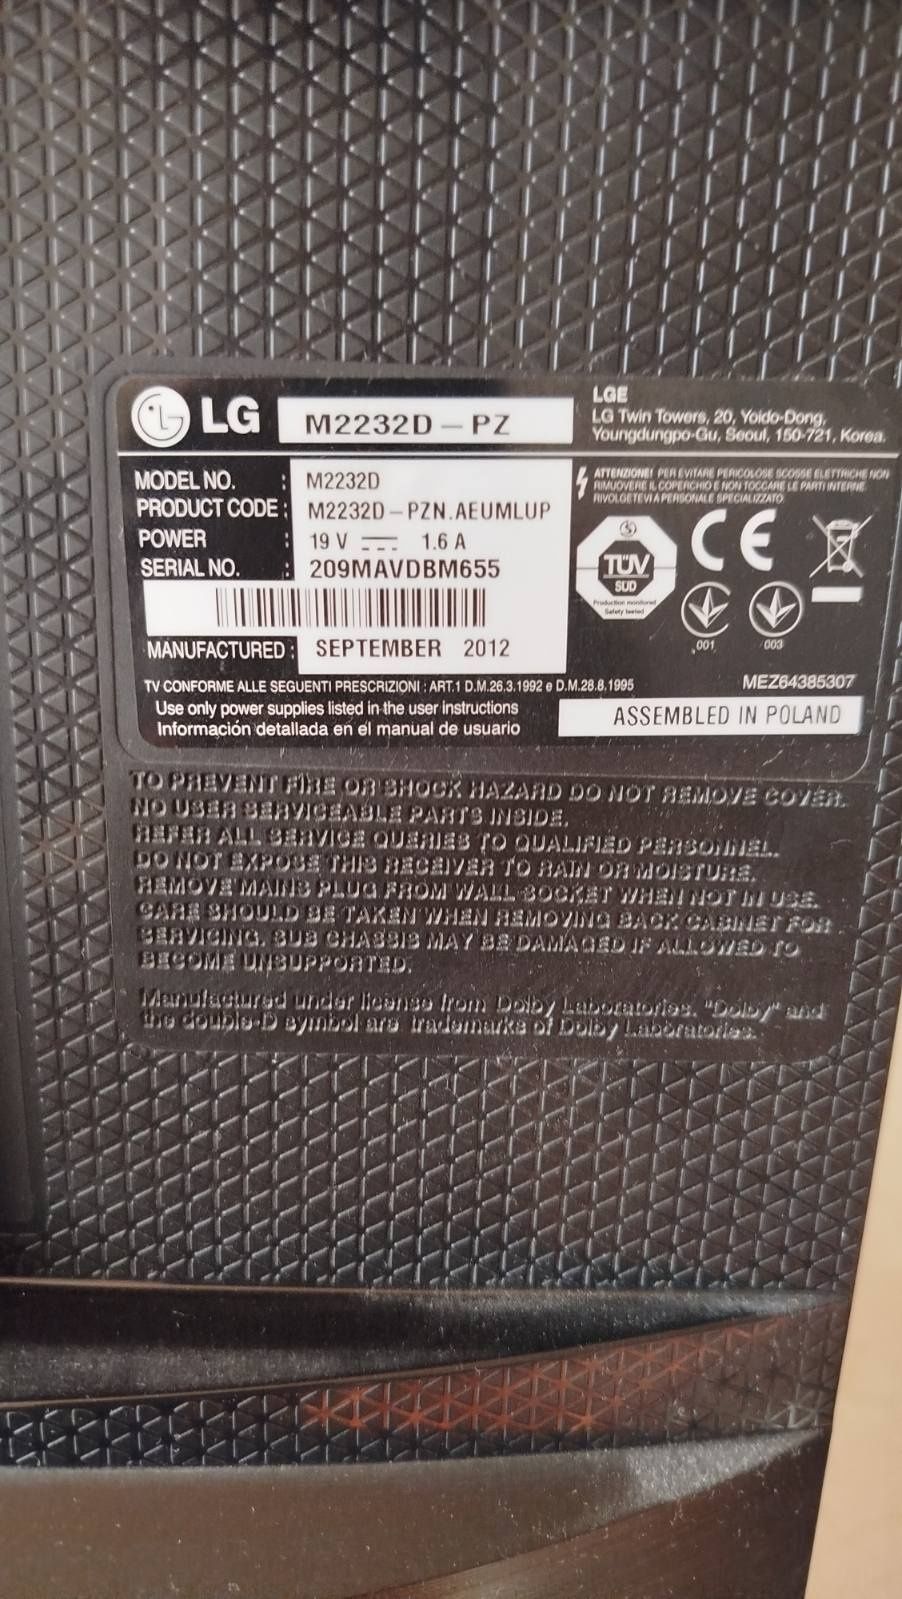 LG M2232D-PZ
LGE
LG Twin Towers, 20, Yoido-Dong,
Youngdungpo-Gu, Seoul, 150-721, Korea.
MODEL NO. : M2232D
PRODUCT CODE : M2232D-PZN.AEUMLUP
POWER : 19 V 1.6 A
SERIAL NO. : 209MAVDBM655
MANUFACTURED : SEPTEMBER 2012
ATTENZIONE! PER EVITARE PERICOLOSE SCOSSE ELETTRICHE NON
RIMUOVERE IL COPERCHIO E NON TOCCARE LE PARTI INTERNE.
RIVOLGETEVI A PERSONALE SPECIALIZZATO
TÜV
SÜD
Production monitored
Safety tested
CE
001
003
TV CONFORME ALLE SEGUENTI PRESCRIZIONI : ART.1 D.M.26.3.1992 e D.M.28.8.1995
MEZ64385307
Use only power supplies listed in the user instructions
Información detallada en el manual de usuario
ASSEMBLED IN POLAND
TO PREVENT FIRE OR SHOCK HAZARD DO NOT REMOVE COVER.
NO USER SERVICEABLE PARTS INSIDE.
REFER ALL SERVICE QUERIES TO QUALIFIED PERSONNEL.
DO NOT EXPOSE THIS RECEIVER TO RAIN OR MOISTURE.
REMOVE MAINS PLUG FROM WALL SOCKET WHEN NOT IN USE.
CARE SHOULD BE TAKEN WHEN REMOVING BACK CABINET FOR
SERVICING. SUB CHASSIS MAY BE DAMAGED IF ALLOWED TO
BECOME UNSUPPORTED.
Manufactured under license from Dolby Laboratories. "Dolby" and
the double-D symbol are trademarks of Dolby Laboratories.